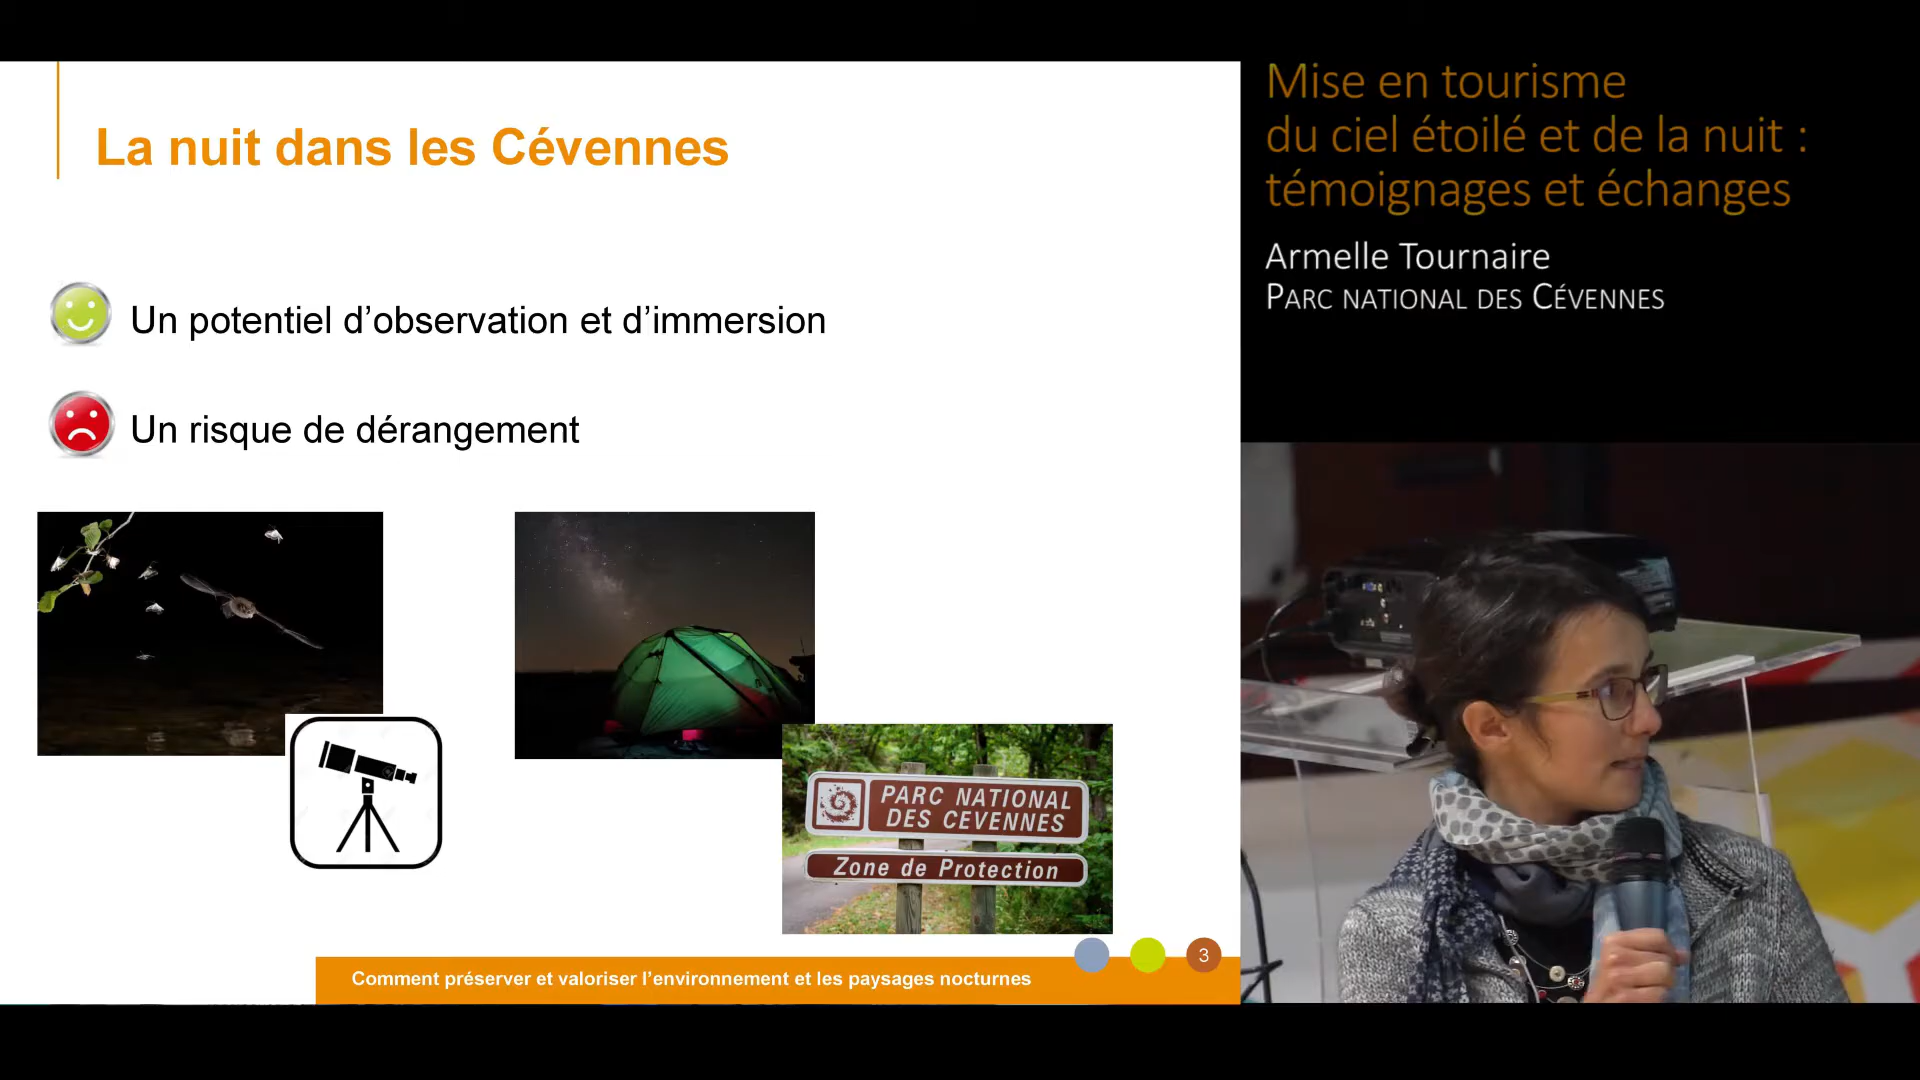 La nuit dans les Cévennes
Un potentiel d’observation et d’immersion
Un risque de dérangement
PARC NATIONAL
DES CEVENNES
Zone de Protection
3
Comment préserver et valoriser l’environnement et les paysages nocturnes
Mise en tourisme
du ciel étoilé et de la nuit :
témoignages et échanges
Armelle Tournaire
PARC NATIONAL DES CÉVENNES